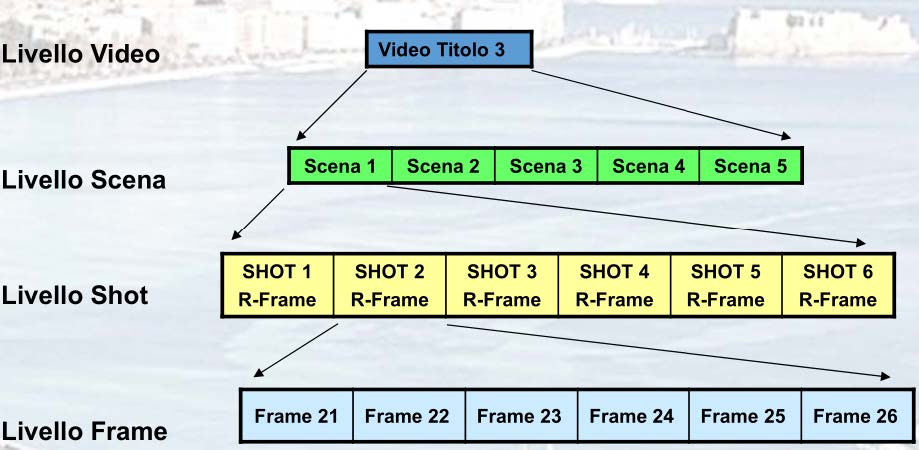 Livello Video
Video Titolo 3
Livello Scena
Scena 1 Scena 2 Scena 3 Scena 4 Scena 5
Livello Shot
SHOT 1 SHOT 2 SHOT 3 SHOT 4 SHOT 5 SHOT 6
R-Frame R-Frame R-Frame R-Frame R-Frame R-Frame
Livello Frame
Frame 21 Frame 22 Frame 23 Frame 24 Frame 25 Frame 26